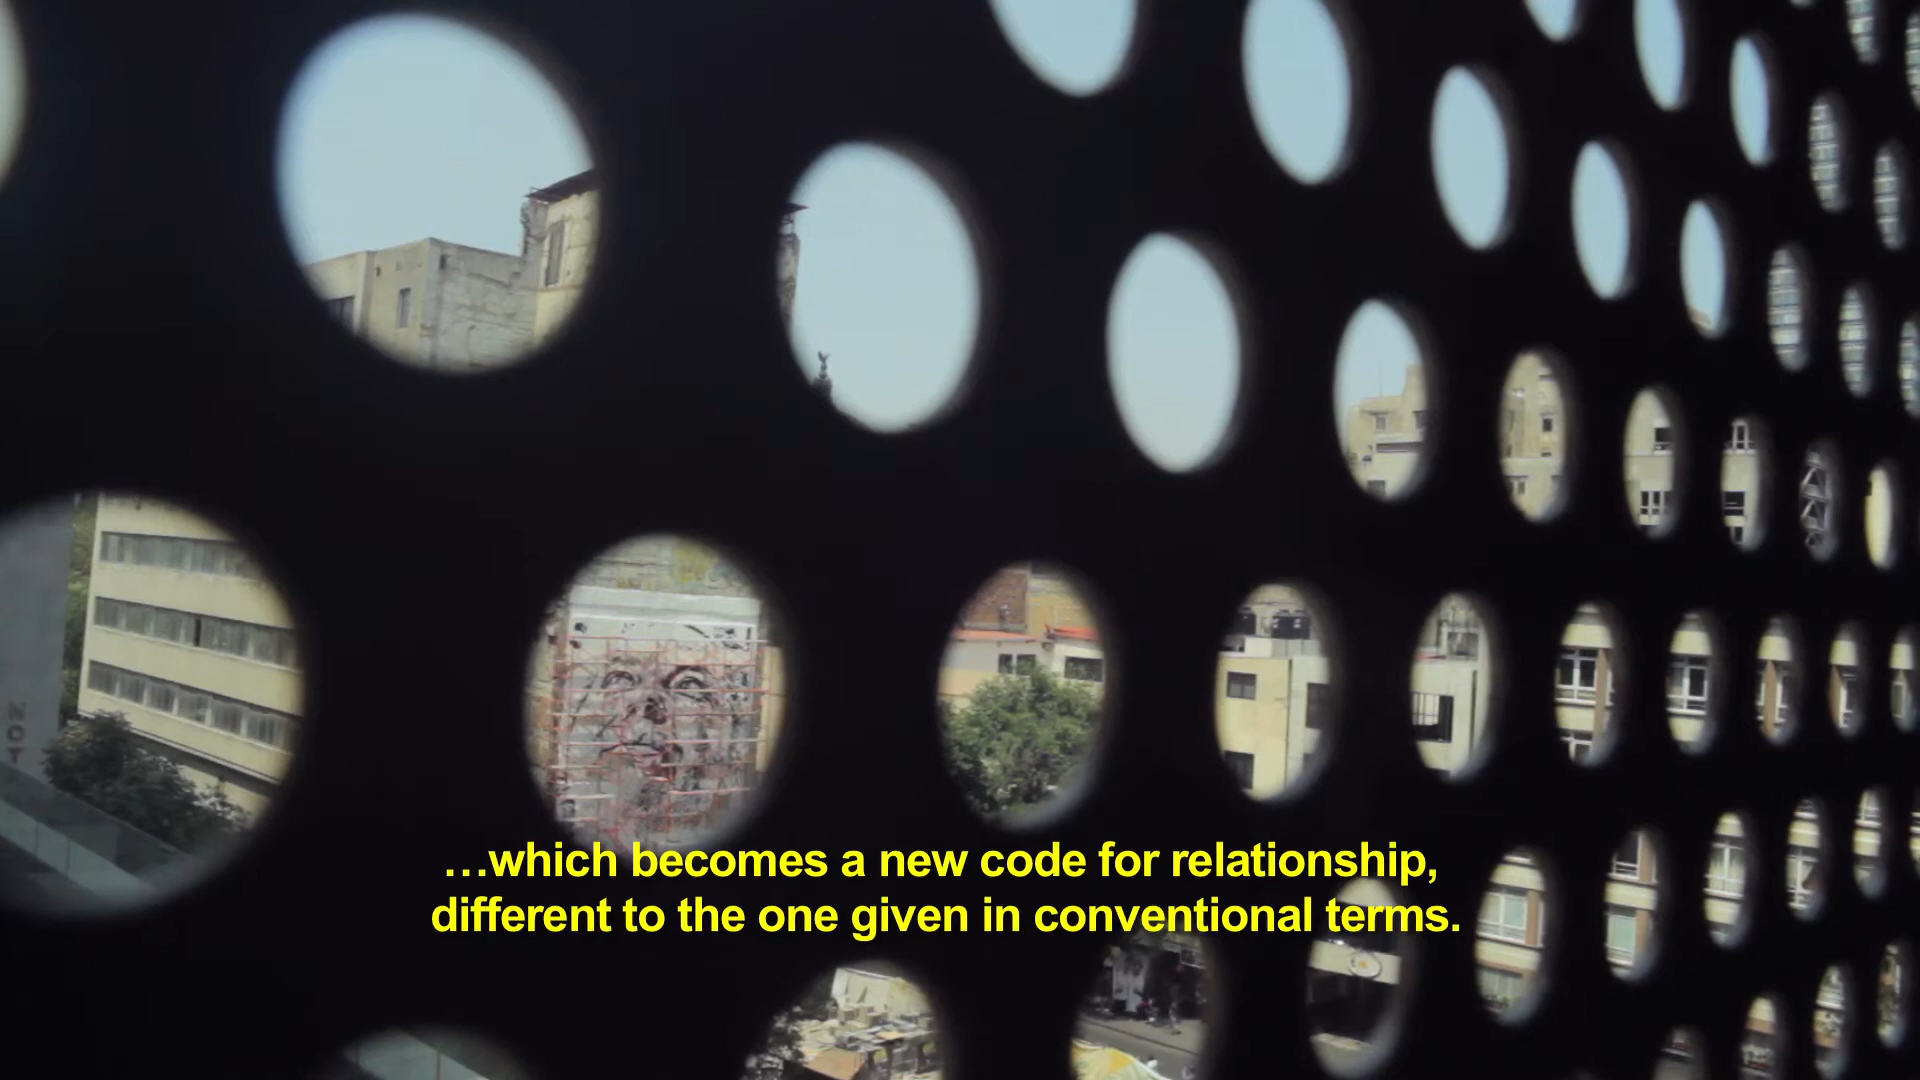 …which becomes a new code for relationship,
different to the one given in conventional terms.